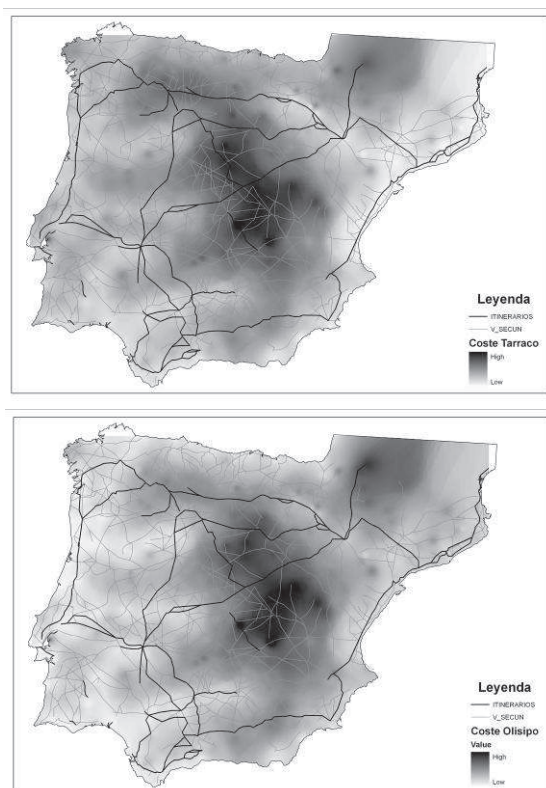 Leyenda
ITINERARIOS
V_SECUN
Coste Tarraco
High
Low
Leyenda
ITINERARIOS
V_SECUN
Coste Olisipo
Value
High
Low